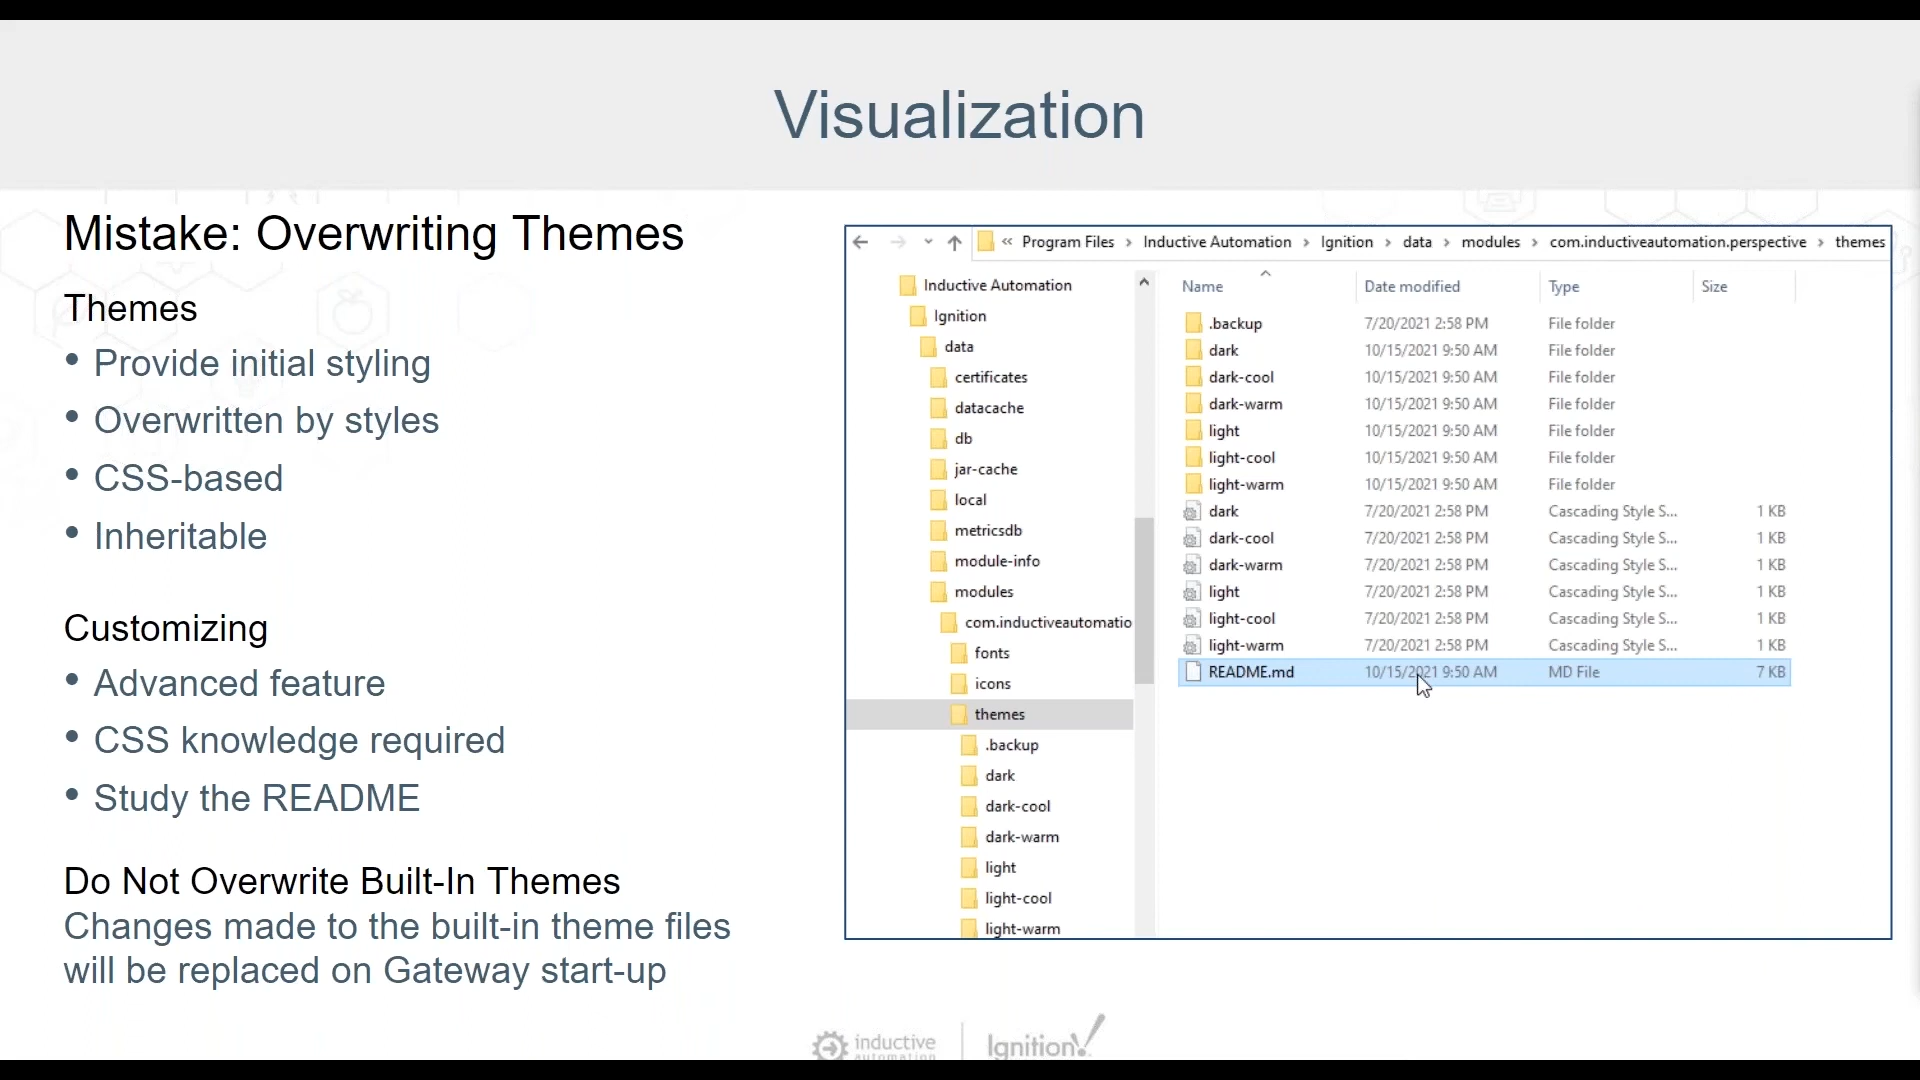 Visualization
Mistake: Overwriting Themes
Themes
• Provide initial styling
• Overwritten by styles
• CSS-based
• Inheritable
Customizing
• Advanced feature
• CSS knowledge required
• Study the README
Do Not Overwrite Built-In Themes
Changes made to the built-in theme files
will be replaced on Gateway start-up
« Program Files › Inductive Automation › Ignition › data › modules › com.inductiveautomation.perspective › themes
Inductive Automation
Ignition
data
certificates
datacache
db
jar-cache
local
metricsdb
module-info
modules
com.inductiveautomatio
fonts
icons
themes
.backup
dark
dark-cool
dark-warm
light
light-cool
light-warm
Name Date modified Type Size
.backup 7/20/2021 2:58 PM File folder
dark 10/15/2021 9:50 AM File folder
dark-cool 10/15/2021 9:50 AM File folder
dark-warm 10/15/2021 9:50 AM File folder
light 10/15/2021 9:50 AM File folder
light-cool 10/15/2021 9:50 AM File folder
light-warm 10/15/2021 9:50 AM File folder
dark 7/20/2021 2:58 PM Cascading Style S... 1 KB
dark-cool 7/20/2021 2:58 PM Cascading Style S... 1 KB
dark-warm 7/20/2021 2:58 PM Cascading Style S... 1 KB
light 7/20/2021 2:58 PM Cascading Style S... 1 KB
light-cool 7/20/2021 2:58 PM Cascading Style S... 1 KB
light-warm 7/20/2021 2:58 PM Cascading Style S... 1 KB
README.md 10/15/2021 9:50 AM MD File 7 KB
inductive
automation
Ignition!